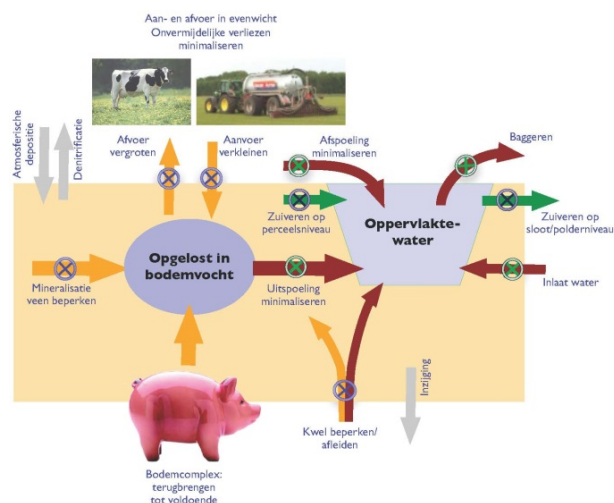 Aan- en afvoer in evenwicht
Onvermijdelijke verliezen
minimaliseren
Atmosferische
depositie
Denitrificatie
Afvoer
vergroten
Aanvoer
verkleinen
Afspoeling
minimaliseren
Baggeren
Zuiveren op
perceelsniveau
Oppervlakte-
water
Zuiveren op
sloot/polderniveau
Opgelost in
bodemvocht
Mineralisatie
veen beperken
Uitspoeling
minimaliseren
Inlaat water
Inzijging
Kwel beperken/
afleiden
Bodemcomplex:
terugbrengen
tot voldoende